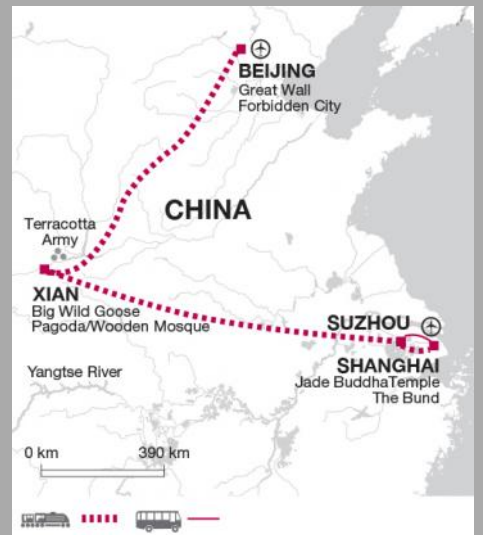 BEIJING
Great Wall
Forbidden City
CHINA
Terracotta
Army
XIAN
Big Wild Goose
Pagoda/Wooden Mosque
SUZHOU
SHANGHAI
Jade BuddhaTemple
The Bund
Yangtse River
0 km 390 km